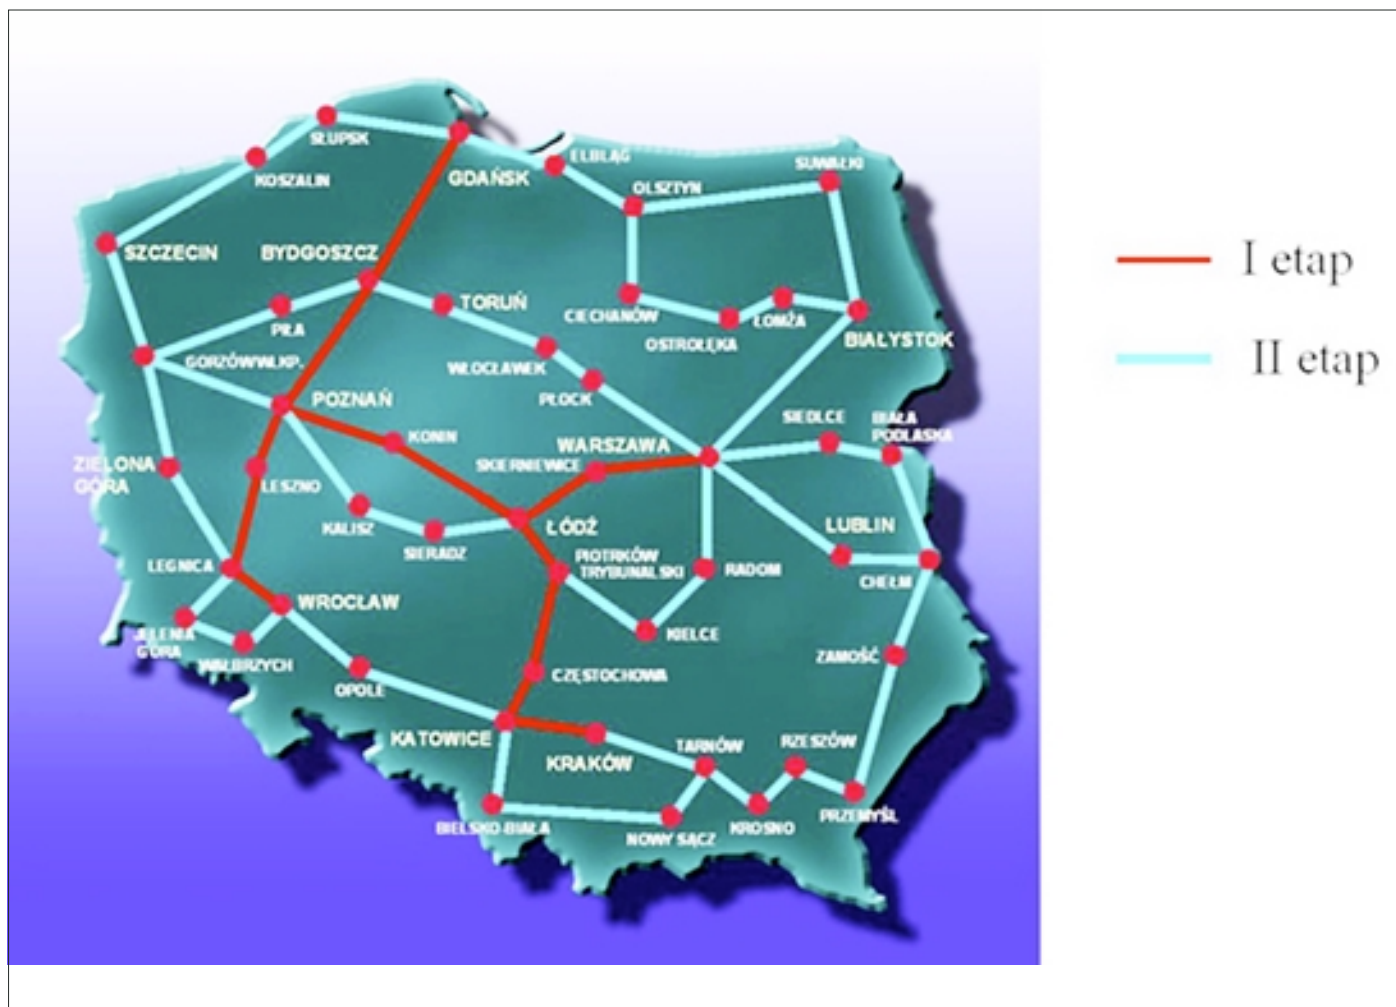 SŁUPSK
KOSZALIN
GDAŃSK
ELBLĄG
OLSZTYN
SUWAŁKI
SZCZECIN
BYDGOSZCZ
I etap
PIŁA
TORUŃ
CIECHANÓW
ŁOMŻA
OSTROŁĘKA
BIAŁYSTOK
II etap
GORZÓWWLKP.
WŁOCŁAWEK
PŁOCK
POZNAŃ
KONIN
WARSZAWA
SIEDLCE
BIAŁA
PODLASKA
SKIERNIEWICE
ZIELONA
GÓRA
LESZNO
KALISZ
SIERADZ
ŁÓDŹ
LUBLIN
LEGNICA
PIOTRKÓW
TRYBUNALSKI
RADOM
CHEŁM
WROCŁAW
JELENIA
GÓRA
WAŁBRZYCH
KIELCE
ZAMOŚĆ
OPOLE
CZĘSTOCHOWA
KATOWICE
KRAKÓW
TARNÓW
RZESZÓW
BIELSKO-BIAŁA
NOWY SĄCZ
KROSNO
PRZEMYŚL